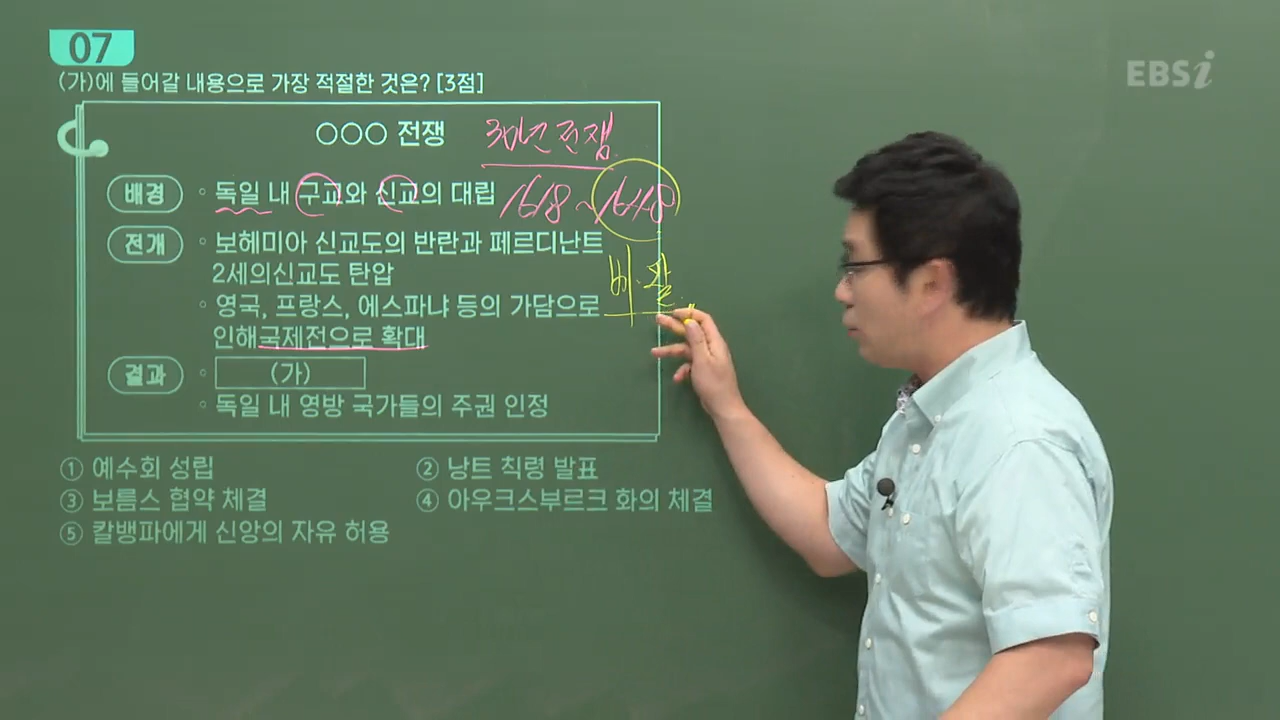 07
EBSi
(가)에 들어갈 내용으로 가장 적절한 것은? [3점]
○○○ 전쟁 30년 전쟁
배경 ◦ 독일 내 구교와 신교의 대립 1618~1648
전개 ◦ 보헤미아 신교도의 반란과 페르디난트
2세의신교도 탄압
베.팔
◦ 영국, 프랑스, 에스파냐 등의 가담으로
인해국제전으로 확대
결과 ◦ (가)
◦ 독일 내 영방 국가들의 주권 인정
① 예수회 성립 ② 낭트 칙령 발표
③ 보름스 협약 체결 ④ 아우크스부르크 화의 체결
⑤ 칼뱅파에게 신앙의 자유 허용